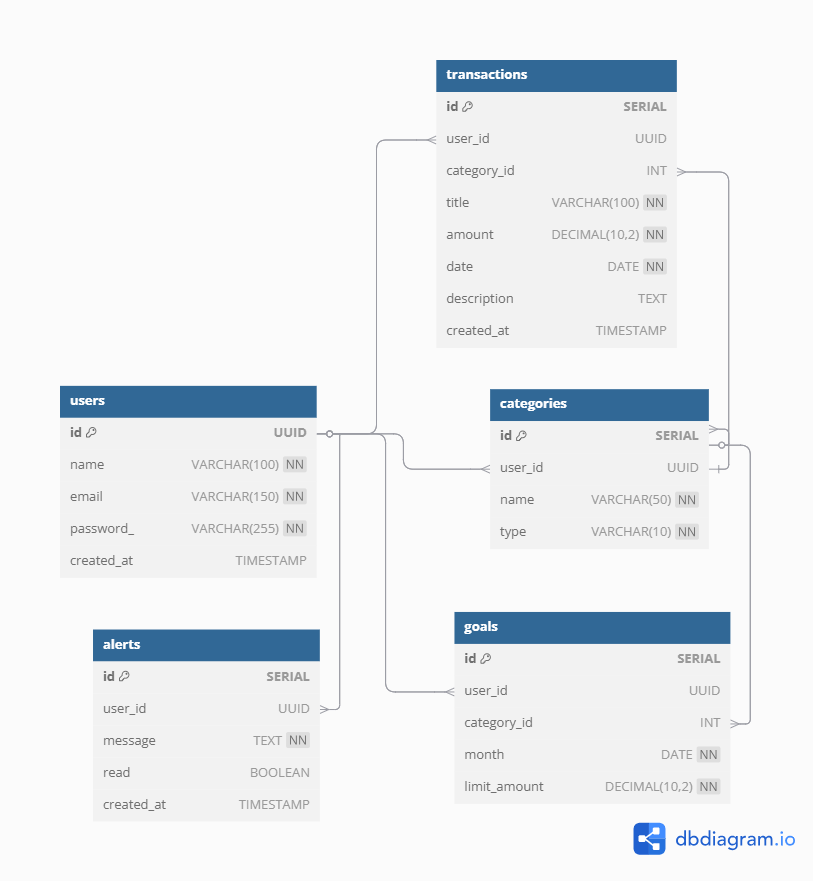 transactions
id SERIAL
user_id UUID
category_id INT
title VARCHAR(100) NN
amount DECIMAL(10,2) NN
date DATE NN
description TEXT
created_at TIMESTAMP
users
id UUID
name VARCHAR(100) NN
email VARCHAR(150) NN
password_ VARCHAR(255) NN
created_at TIMESTAMP
categories
id SERIAL
user_id UUID
name VARCHAR(50) NN
type VARCHAR(10) NN
alerts
id SERIAL
user_id UUID
message TEXT NN
read BOOLEAN
created_at TIMESTAMP
goals
id SERIAL
user_id UUID
category_id INT
month DATE NN
limit_amount DECIMAL(10,2) NN
dbdiagram.io